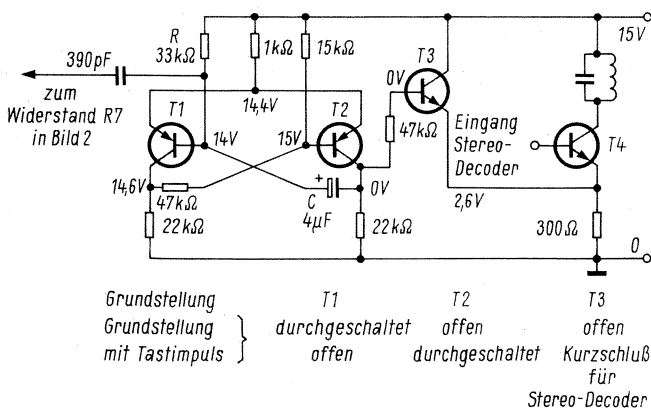 R
33kΩ
1kΩ
15kΩ
T3
15V
390pF
0V
zum
Widerstand R7
in Bild 2
T1
14,4V
T2
14V
15V
47kΩ
Eingang
Stereo-
Decoder
T4
14,6V
47kΩ
+
C
4µF
0V
2,6V
22kΩ
22kΩ
300Ω
0
Grundstellung T1 T2 T3
Grundstellung durchgeschaltet offen offen
mit Tastimpuls offen durchgeschaltet Kurzschluß
für
Stereo-Decoder